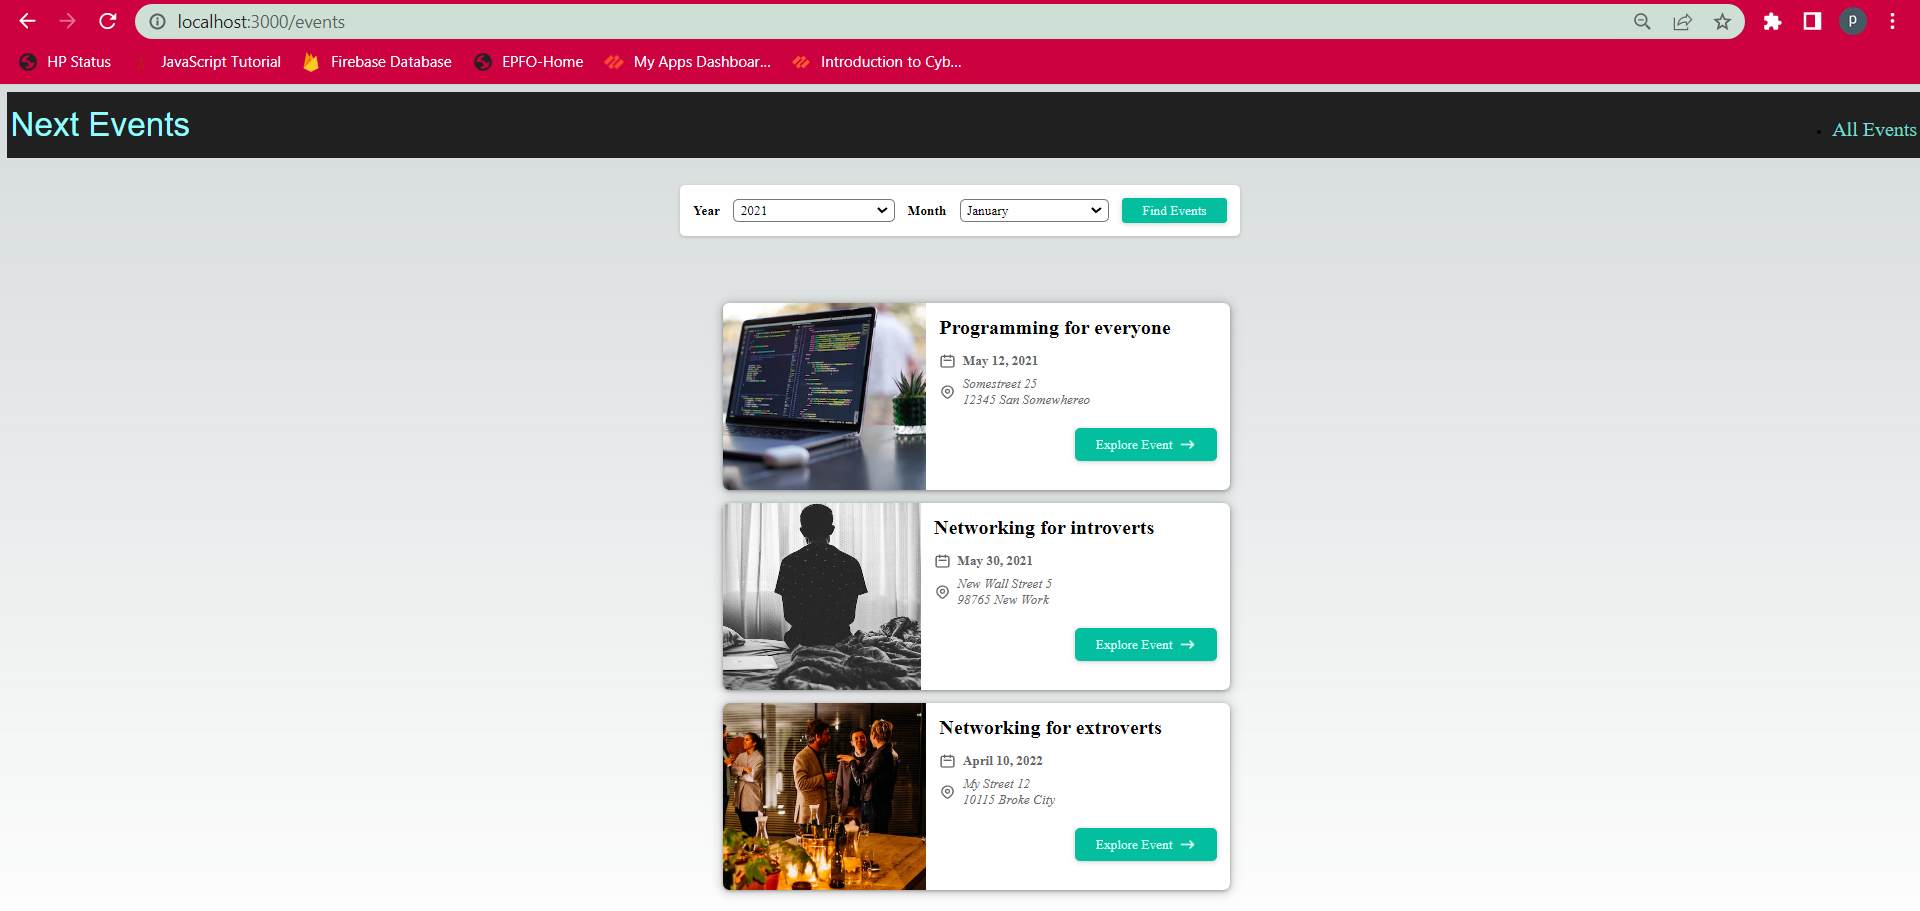 localhost:3000/events
p
HP Status
JavaScript Tutorial
Firebase Database
EPFO-Home
My Apps Dashboar...
Introduction to Cyb...
Next Events
All Events
Year
2021
Month
January
Find Events
Programming for everyone
May 12, 2021
Somestreet 25
12345 San Somewhereo
Explore Event
Networking for introverts
May 30, 2021
New Wall Street 5
98765 New Work
Explore Event
Networking for extroverts
April 10, 2022
My Street 12
10115 Broke City
Explore Event